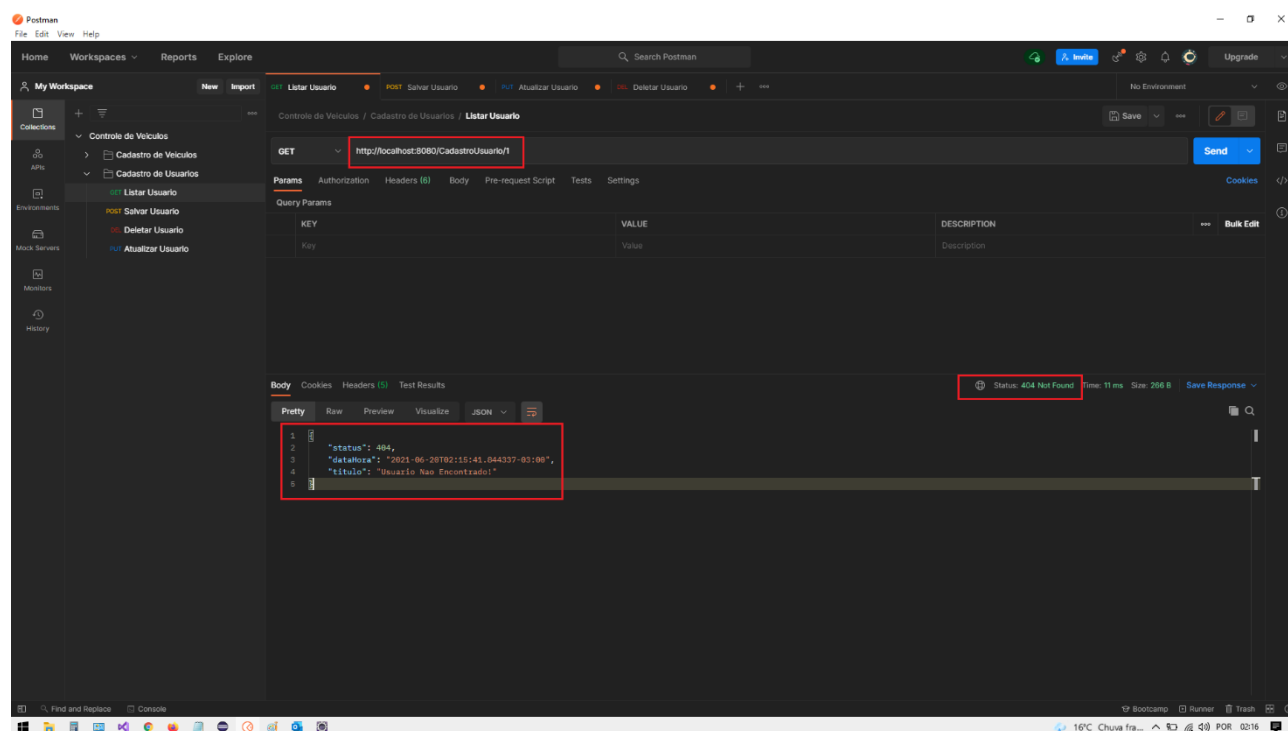 Postman
File Edit View Help
Home Workspaces Reports Explore
Search Postman
Invite
Upgrade
My Workspace
New Import
GET Listar Usuario
POST Salvar Usuario
PUT Atualizar Usuario
DEL Deletar Usuario
No Environment
Collections
APIs
Environments
Mock Servers
Monitors
History
Controle de Veiculos
Cadastro de Veiculos
Cadastro de Usuarios
GET Listar Usuario
POST Salvar Usuario
DEL Deletar Usuario
PUT Atualizar Usuario
Controle de Veiculos / Cadastro de Usuarios / Listar Usuario
Save
GET http://localhost:8080/CadastroUsuario/1
Send
Params Authorization Headers (6) Body Pre-request Script Tests Settings
Cookies
Query Params
KEY VALUE DESCRIPTION
Bulk Edit
Key Value Description
Body Cookies Headers (5) Test Results
Status: 404 Not Found Time: 11 ms Size: 266 B Save Response
Pretty Raw Preview Visualize JSON
1 {
2 "status": 404,
3 "dataHora": "2021-06-20T02:15:41.844337-03:00",
4 "titulo": "Usuario Nao Encontrado!"
5 }
Find and Replace Console
Bootcamp Runner Trash
16°C Chuva fra... POR 02:16